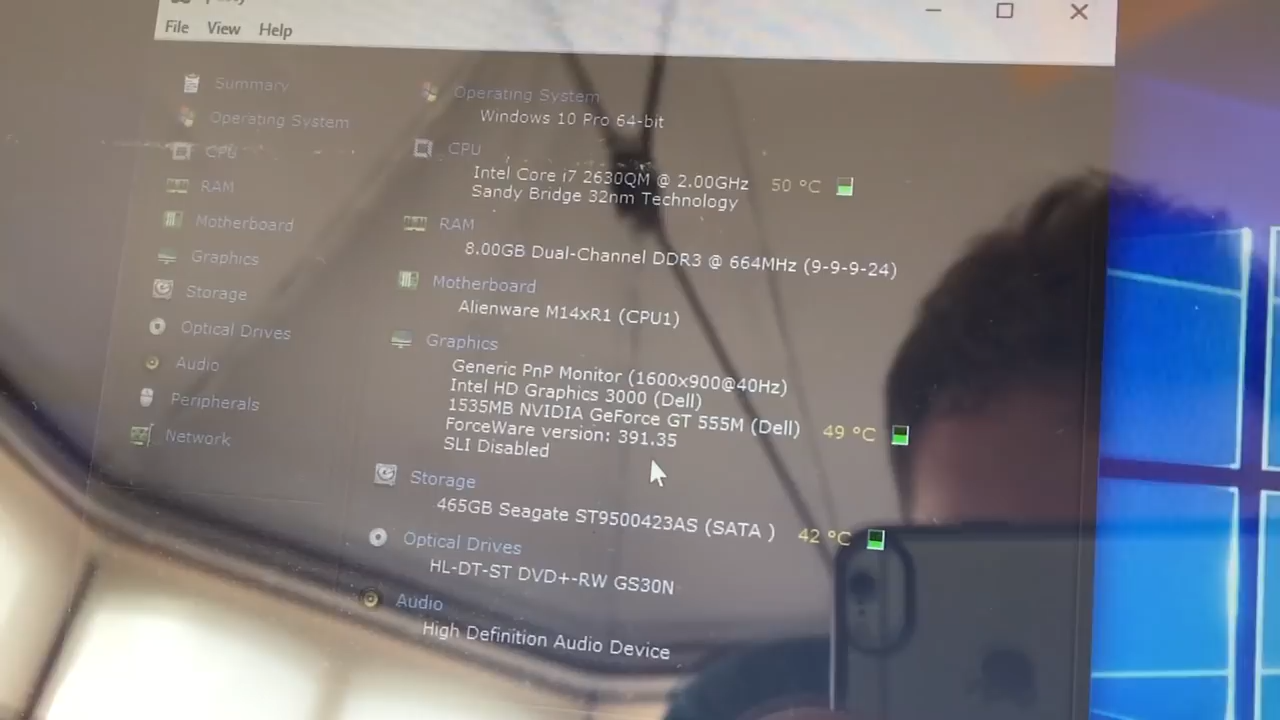 File View Help
Summary
Operating System
CPU
RAM
Motherboard
Graphics
Storage
Optical Drives
Audio
Peripherals
Network
Operating System
Windows 10 Pro 64-bit
CPU
Intel Core i7 2630QM @ 2.00GHz 50 °C
Sandy Bridge 32nm Technology
RAM
8.00GB Dual-Channel DDR3 @ 664MHz (9-9-9-24)
Motherboard
Alienware M14xR1 (CPU1)
Graphics
Generic PnP Monitor (1600x900@40Hz)
Intel HD Graphics 3000 (Dell)
1535MB NVIDIA GeForce GT 555M (Dell) 49 °C
ForceWare version: 391.35
SLI Disabled
Storage
465GB Seagate ST9500423AS (SATA ) 42 °C
Optical Drives
HL-DT-ST DVD+-RW GS30N
Audio
High Definition Audio Device